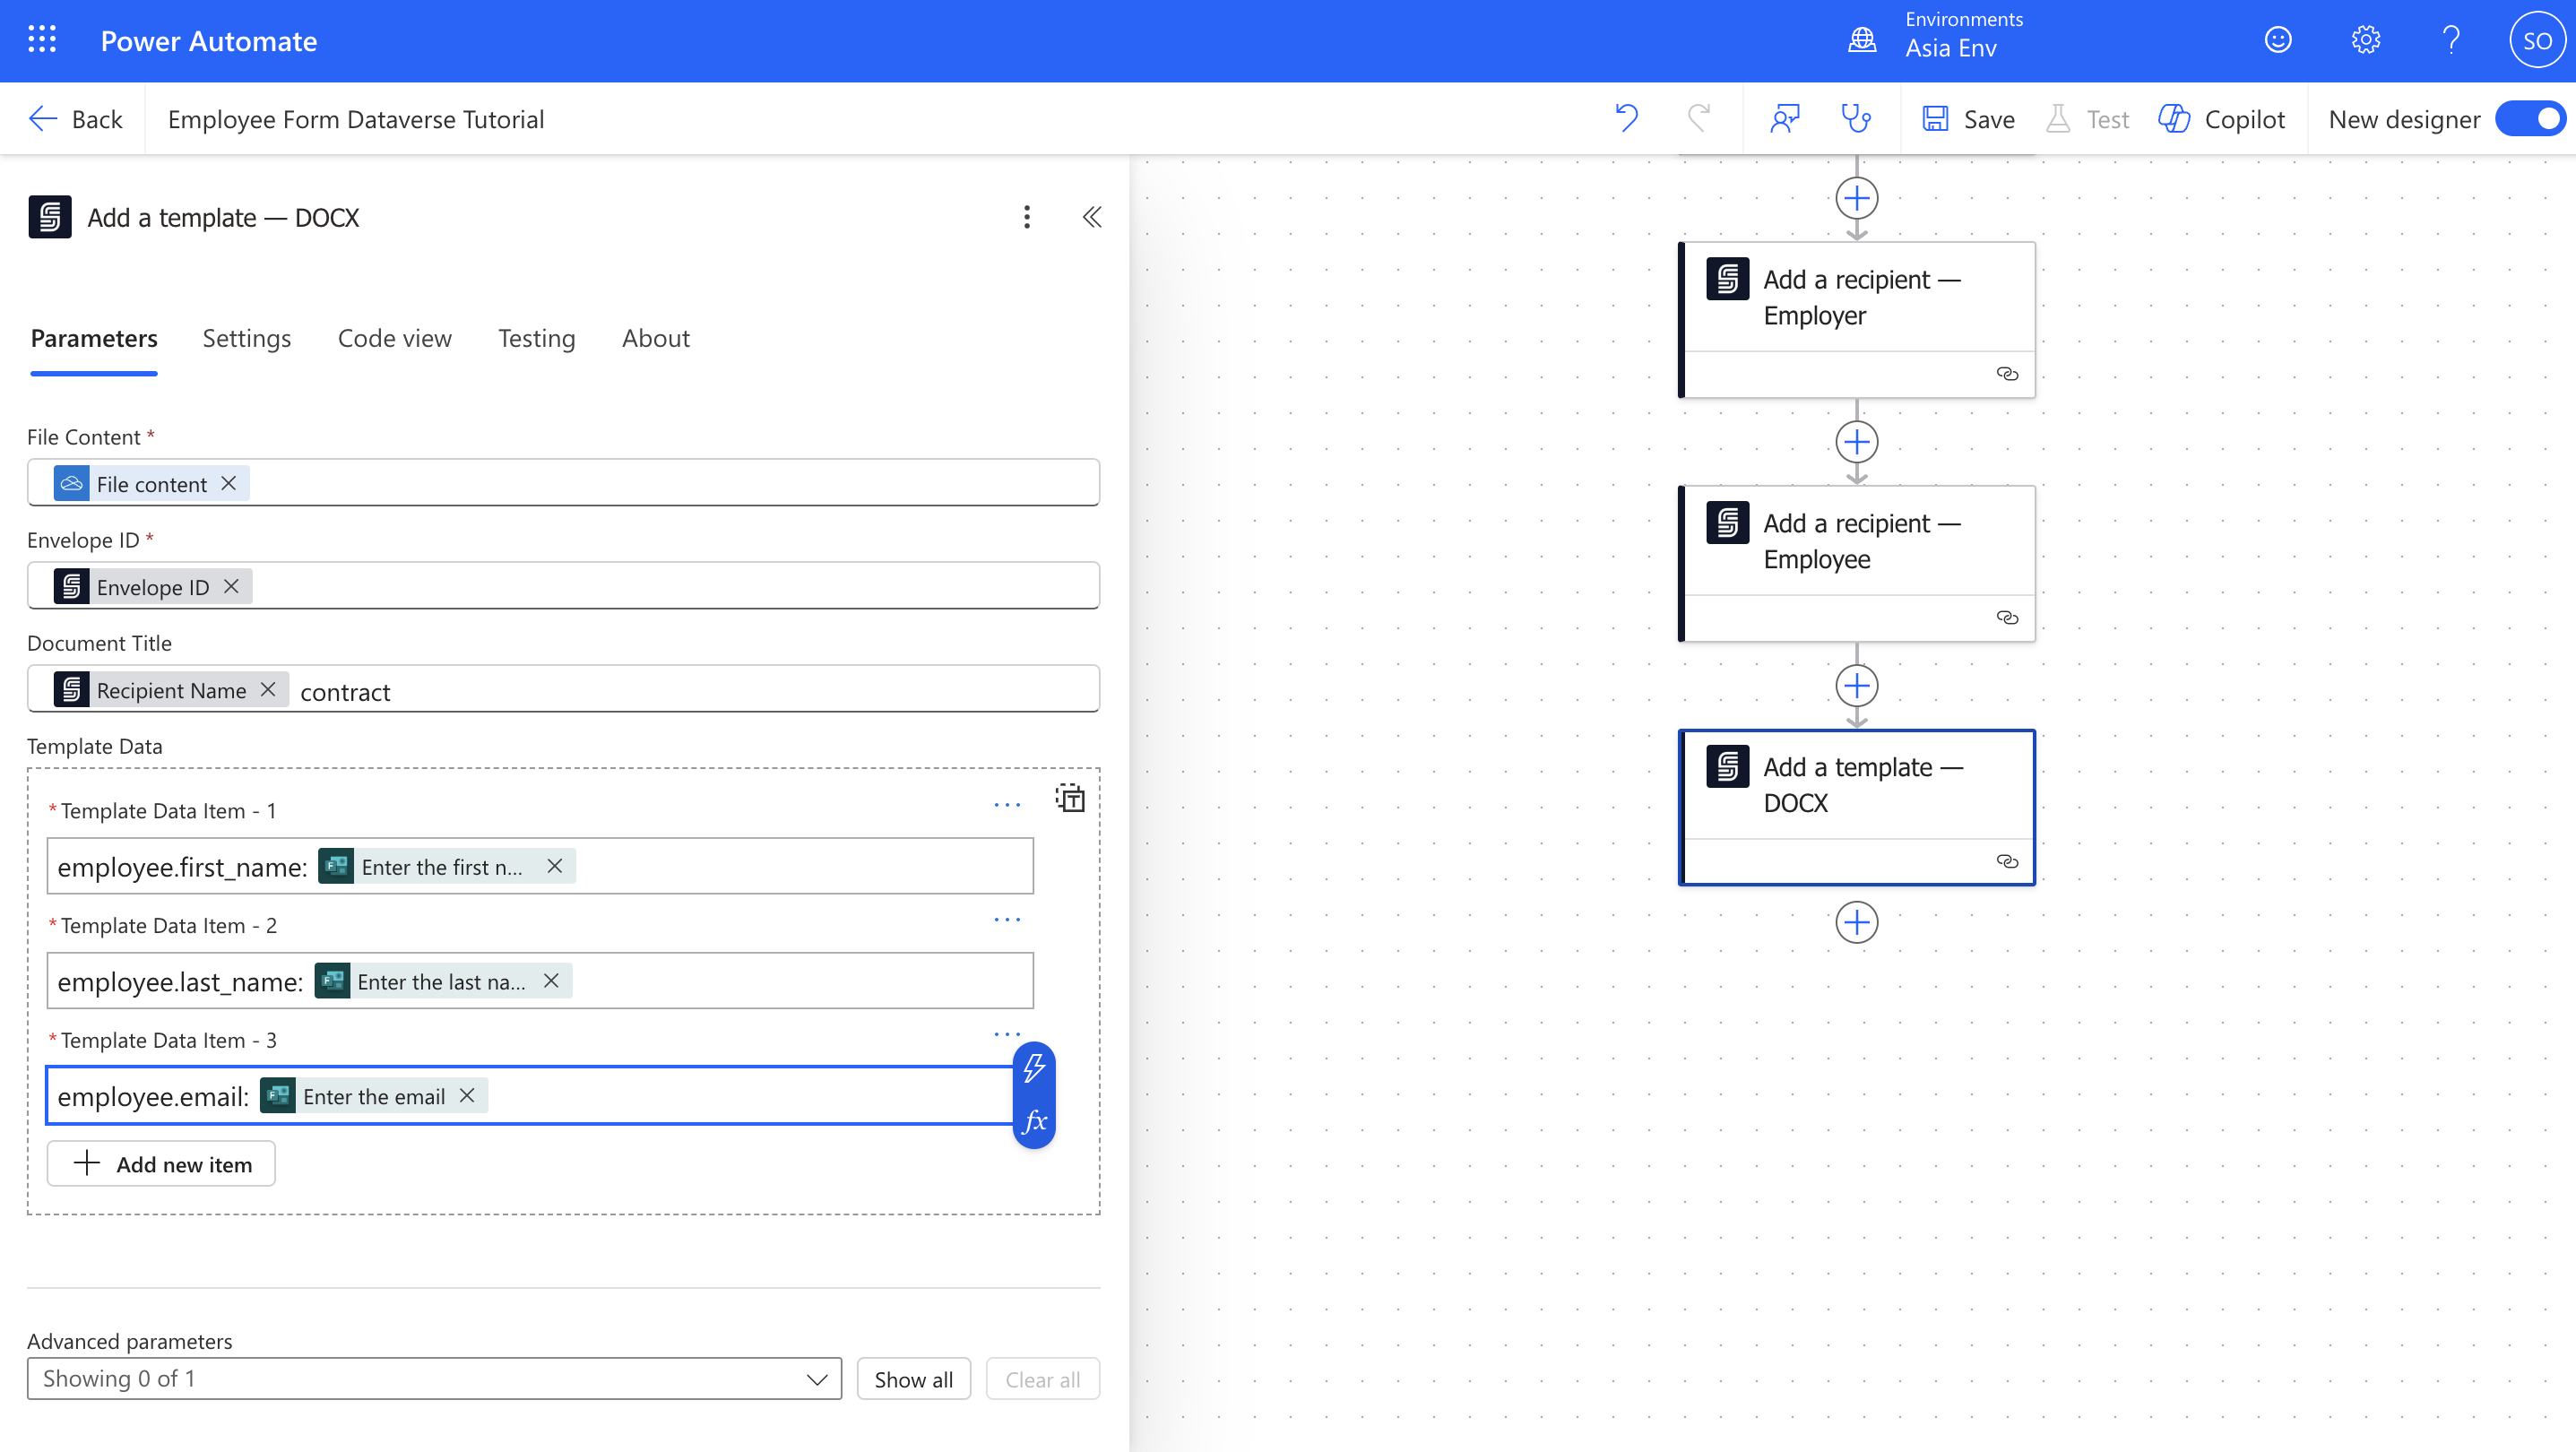 Power Automate
Environments
Asia Env
SO
Back
Employee Form Dataverse Tutorial
Save
Test
Copilot
New designer
Add a template — DOCX
Parameters
Settings
Code view
Testing
About
File Content *
File content
Envelope ID *
Envelope ID
Document Title
Recipient Name contract
Template Data
* Template Data Item - 1
employee.first_name: Enter the first n...
* Template Data Item - 2
employee.last_name: Enter the last na...
* Template Data Item - 3
employee.email: Enter the email
fx
Add new item
Advanced parameters
Showing 0 of 1
Show all
Clear all
Add a recipient —
Employer
Add a recipient —
Employee
Add a template —
DOCX